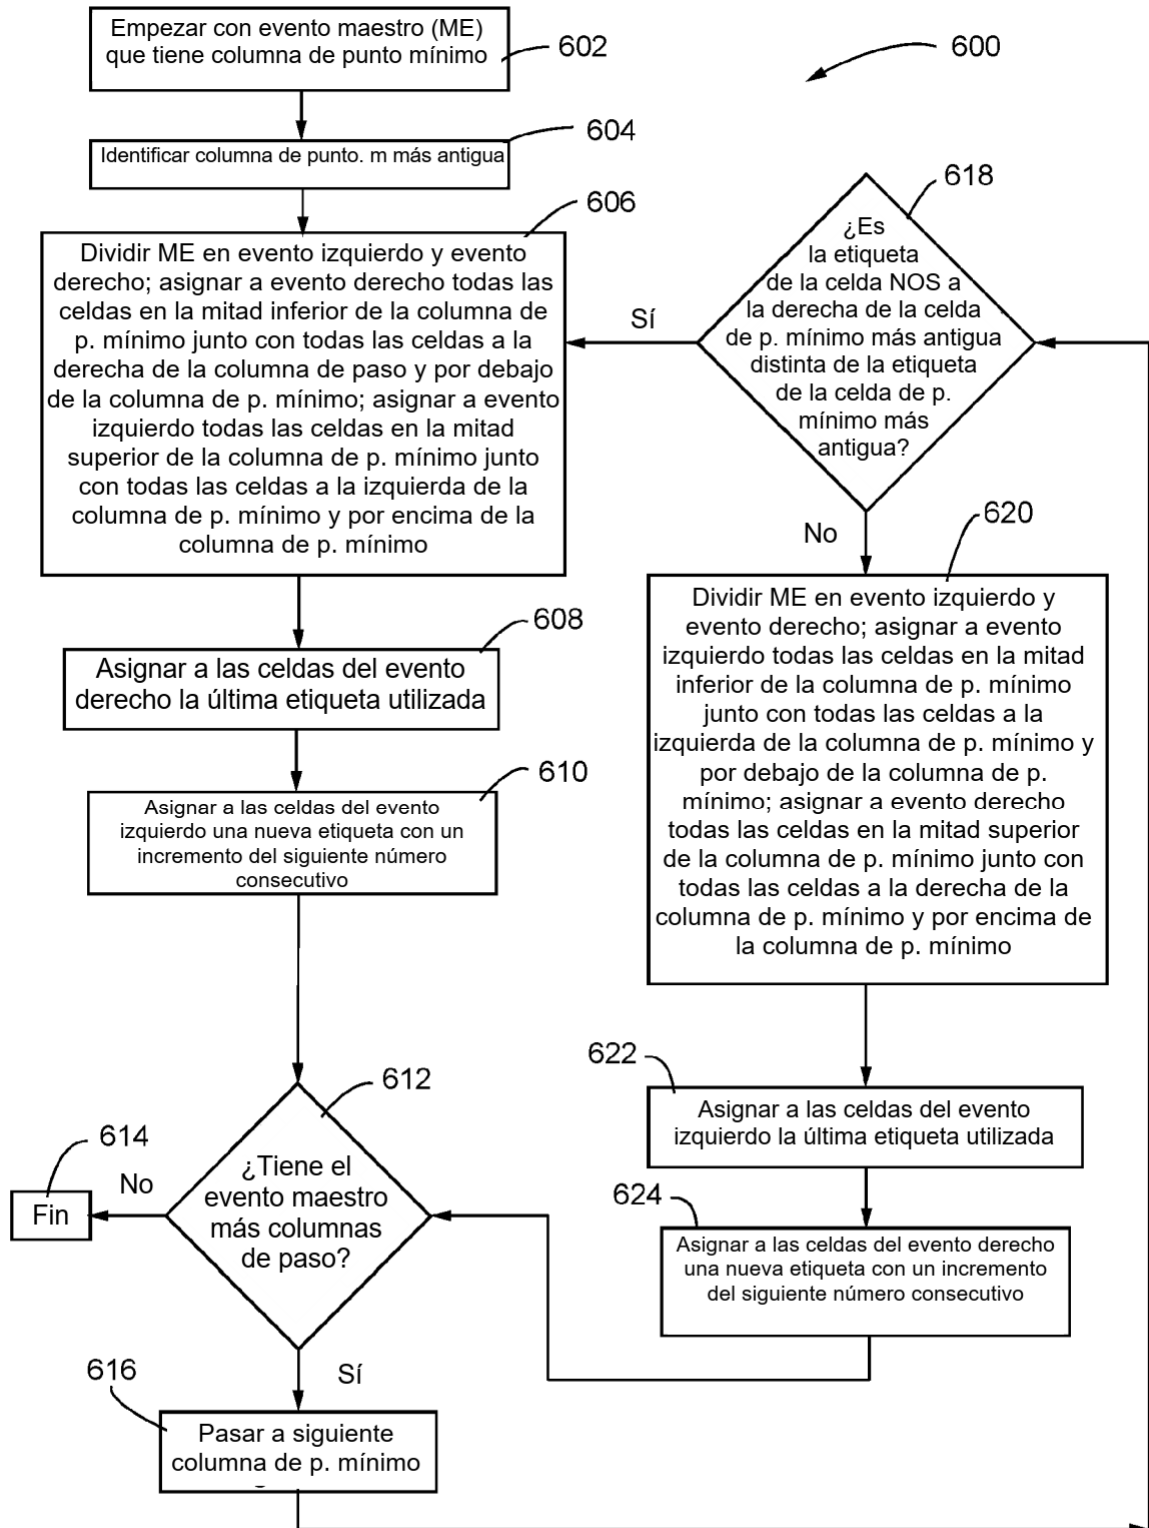 Empezar con evento maestro (ME)
que tiene columna de punto mínimo
602
600
604
Identificar columna de punto. m más antigua
606
Dividir ME en evento izquierdo y evento
derecho; asignar a evento derecho todas las
celdas en la mitad inferior de la columna de
p. mínimo junto con todas las celdas a la
derecha de la columna de paso y por debajo
de la columna de p. mínimo; asignar a evento
izquierdo todas las celdas en la mitad
superior de la columna de p. mínimo junto
con todas las celdas a la izquierda de la
columna de p. mínimo y por encima de la
columna de p. mínimo
618
¿Es
la etiqueta
de la celda NOS a
la derecha de la celda
de p. mínimo más antigua
distinta de la etiqueta
de la celda de p.
mínimo más
antigua?
Sí
No
608
Asignar a las celdas del evento
derecho la última etiqueta utilizada
610
Asignar a las celdas del evento
izquierdo una nueva etiqueta con un
incremento del siguiente número
consecutivo
620
Dividir ME en evento izquierdo y
evento derecho; asignar a evento
izquierdo todas las celdas en la mitad
inferior de la columna de p. mínimo
junto con todas las celdas a la
izquierda de la columna de p. mínimo y
por debajo de la columna de p.
mínimo; asignar a evento derecho
todas las celdas en la mitad superior
de la columna de p. mínimo junto con
todas las celdas a la derecha de la
columna de p. mínimo y por encima de
la columna de p. mínimo
612
¿Tiene el
evento maestro
más columnas
de paso?
614
No
Fin
Sí
616
Pasar a siguiente
columna de p. mínimo
622
Asignar a las celdas del evento
izquierdo la última etiqueta utilizada
624
Asignar a las celdas del evento derecho
una nueva etiqueta con un incremento
del siguiente número consecutivo